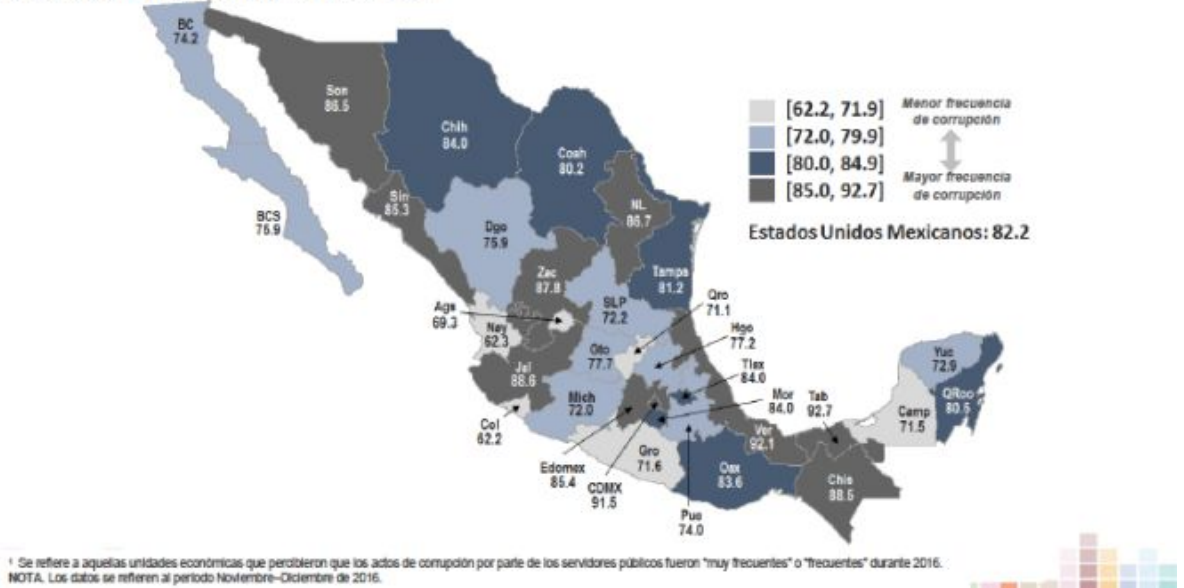 BC
74.2
Son
86.5
Chih
84.0
Coah
80.2
BCS
75.9
Sin
85.3
Dgo
75.9
NL
86.7
Zac
87.8
Tamps
81.2
SLP
72.2
Ags
69.3
Nay
62.3
Qro
71.1
Hgo
77.2
Gto
77.7
Jal
88.6
Tlax
84.0
Mich
72.0
Mor
84.0
Tab
92.7
Col
62.2
Ver
92.1
Gro
71.6
Edomex
85.4
CDMX
91.5
Oax
83.6
Pue
74.0
Chis
88.5
Camp
71.5
Yuc
72.9
QRoo
80.5
[62.2, 71.9]
[72.0, 79.9]
[80.0, 84.9]
[85.0, 92.7]
Menor frecuencia
de corrupción
Mayor frecuencia
de corrupción
Estados Unidos Mexicanos: 82.2
¹ Se refiere a aquellas unidades económicas que percibieron que los actos de corrupción por parte de los servidores públicos fueron "muy frecuentes" o "frecuentes" durante 2016.
NOTA. Los datos se refieren al periodo Noviembre–Diciembre de 2016.